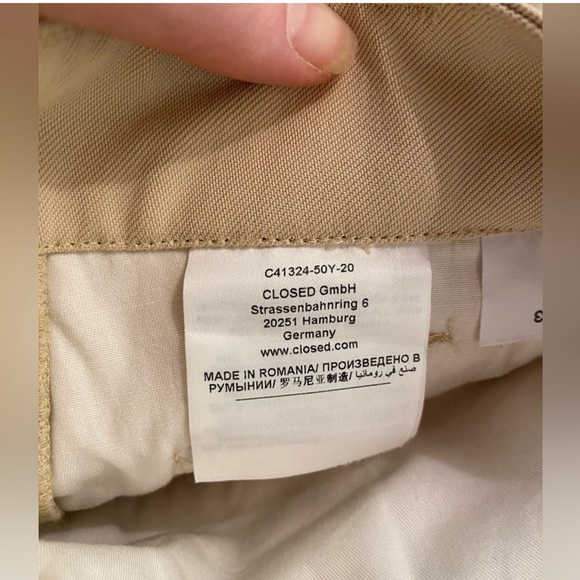 C41324-50Y-20
CLOSED GmbH
Strassenbahnring 6
20251 Hamburg
Germany
www.closed.com
MADE IN ROMANIA/ ПРОИЗВЕДЕНО В
РУМЫНИИ/ 罗马尼亚制造/ صنع في رومانيا/
3